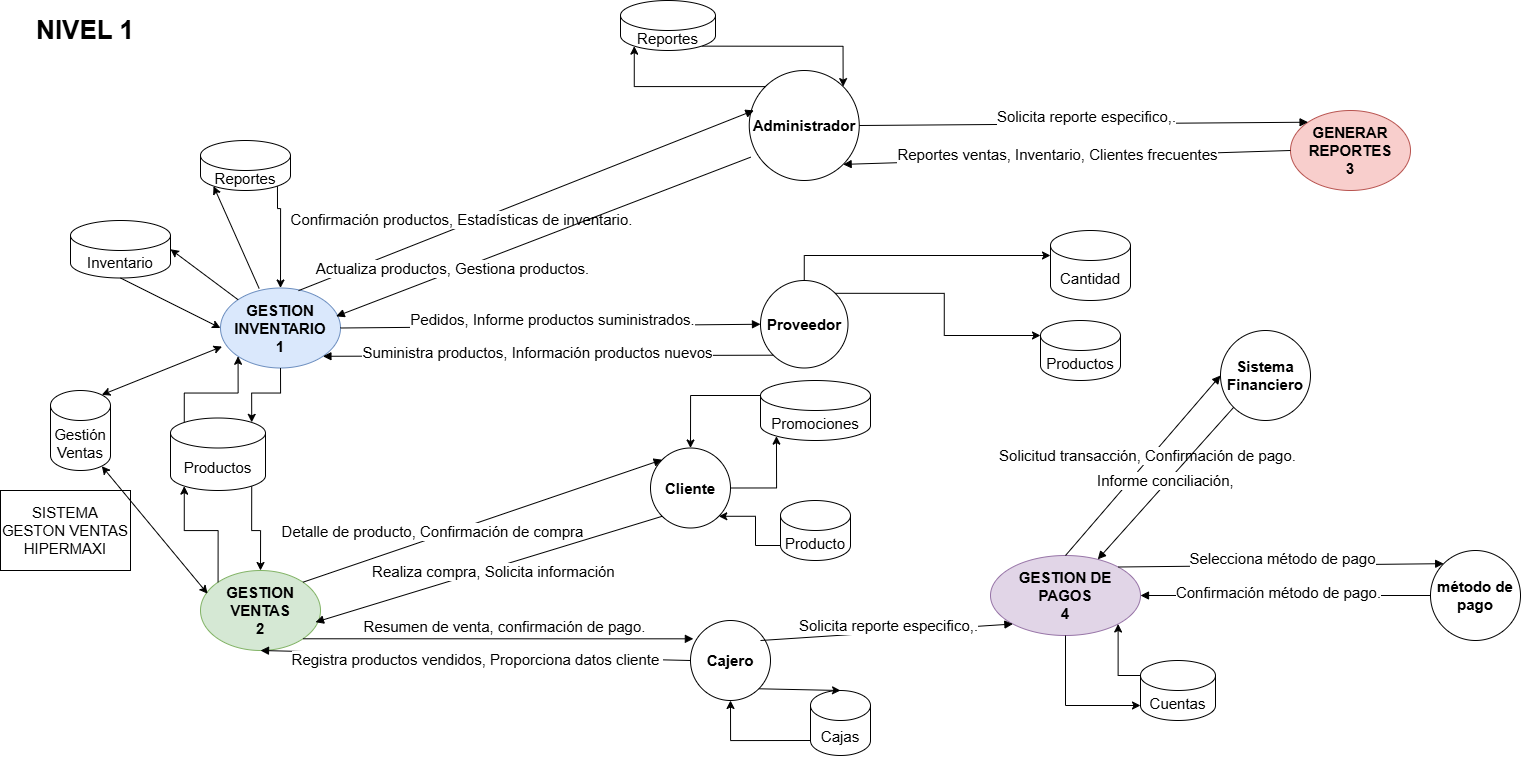 NIVEL 1
Reportes
Administrador
Solicita reporte especifico,.
GENERAR
REPORTES
3
Reportes ventas, Inventario, Clientes frecuentes
Reportes
Confirmación productos, Estadísticas de inventario.
Inventario
Actualiza productos, Gestiona productos.
Cantidad
GESTION
INVENTARIO
1
Pedidos, Informe productos suministrados.
Proveedor
Suministra productos, Información productos nuevos
Productos
Sistema
Financiero
Gestión
Ventas
Productos
Promociones
Solicitud transacción, Confirmación de pago.
Informe conciliación,
Cliente
SISTEMA
GESTON VENTAS
HIPERMAXI
Detalle de producto, Confirmación de compra
Producto
Realiza compra, Solicita información
GESTION
VENTAS
2
GESTION DE
PAGOS
4
Selecciona método de pago
Confirmación método de pago.
método de
pago
Resumen de venta, confirmación de pago.
Solicita reporte especifico,.
Registra productos vendidos, Proporciona datos cliente
Cajero
Cuentas
Cajas